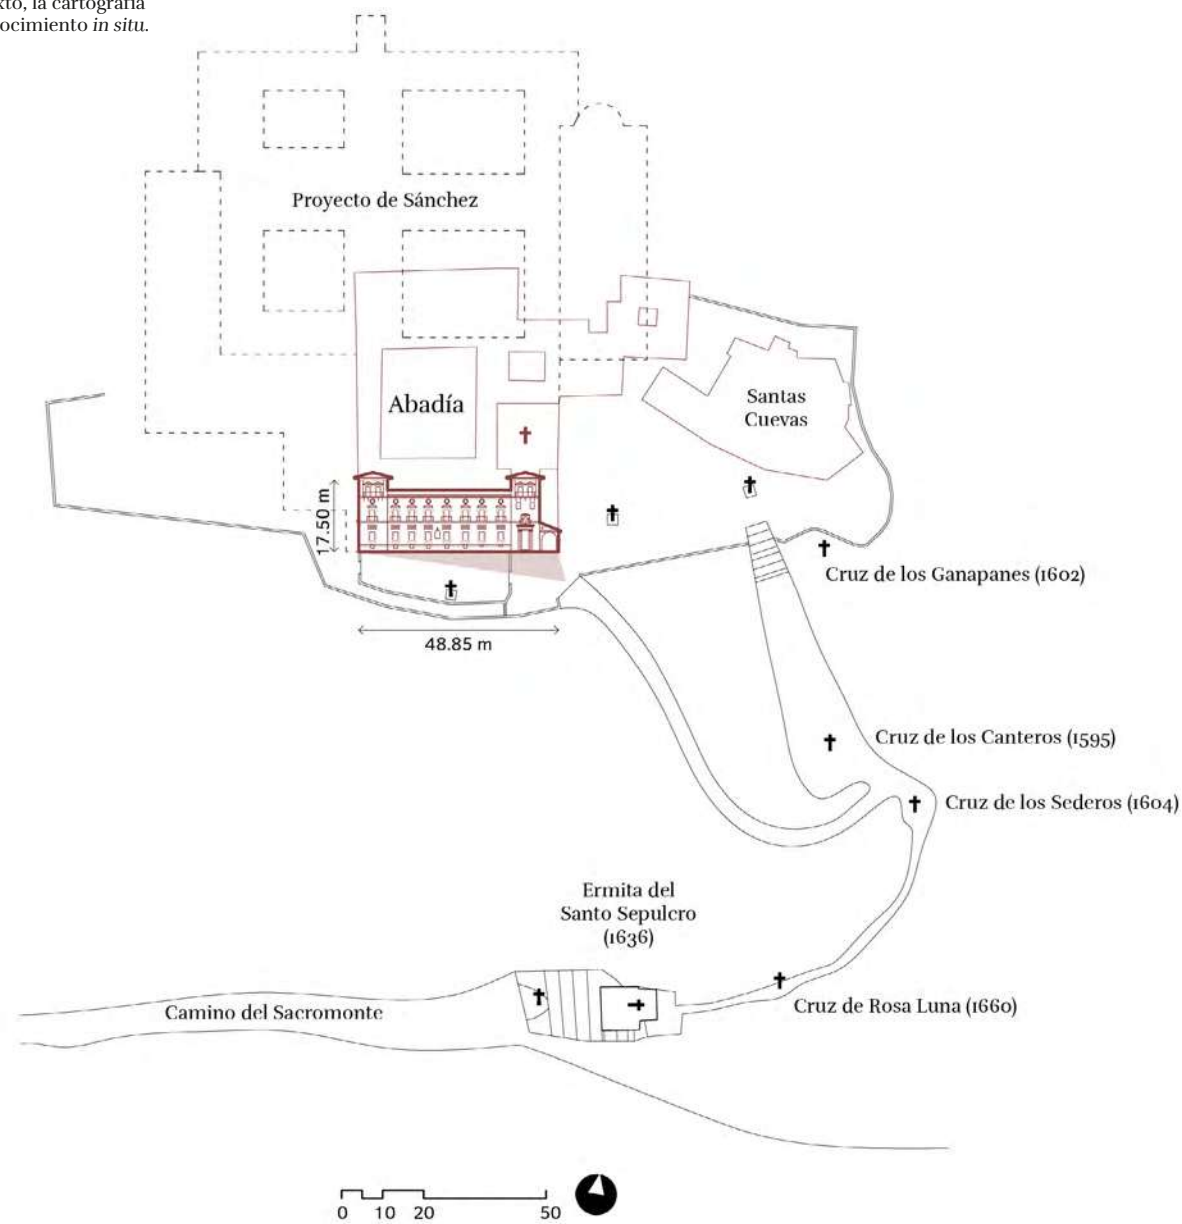 xto, la cartografía
ocimiento in situ.
Proyecto de Sánchez
Abadía
Santas
Cuevas
17.50 m
48.85 m
Cruz de los Ganapanes (1602)
Cruz de los Canteros (1595)
Cruz de los Sederos (1604)
Ermita del
Santo Sepulcro
(1636)
Camino del Sacromonte
Cruz de Rosa Luna (1660)
0 10 20 50